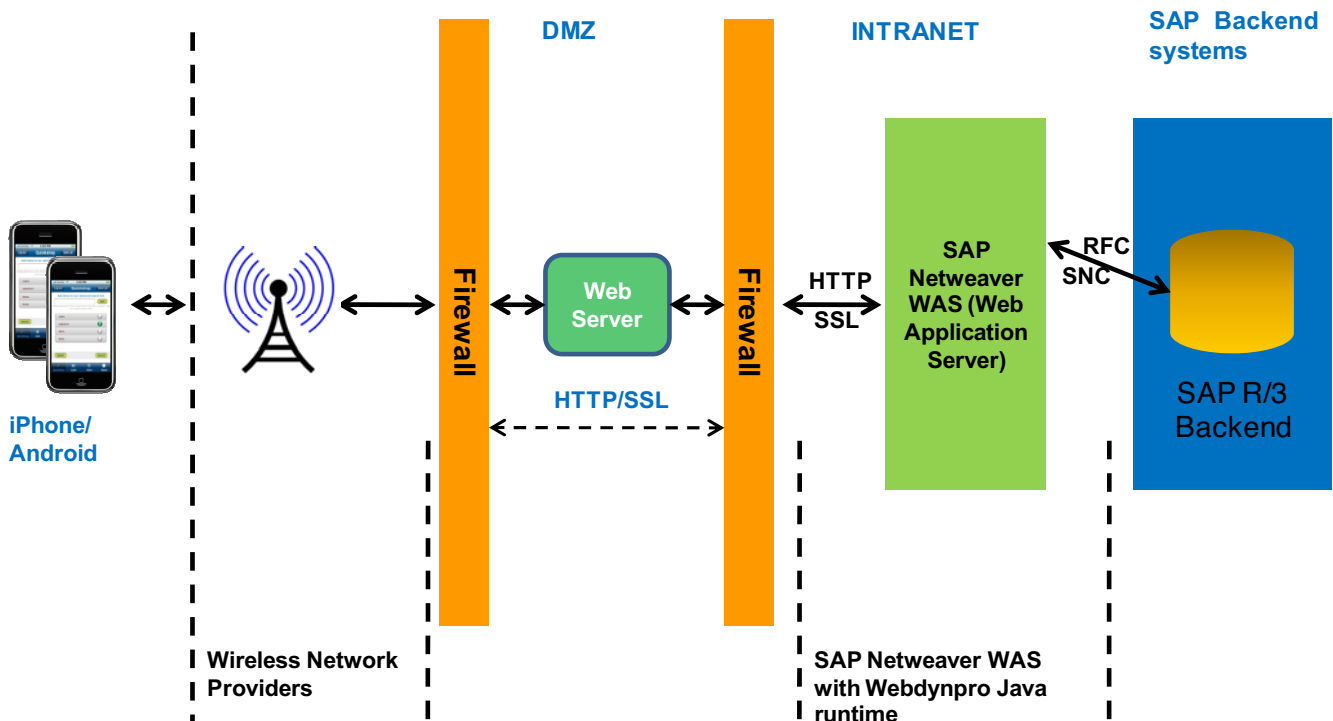 DMZ
INTRANET
SAP Backend
systems
iPhone/
Android
Firewall
Web
Server
HTTP/SSL
Firewall
HTTP
SSL
SAP
Netweaver
WAS (Web
Application
Server)
RFC
SNC
SAP R/3
Backend
Wireless Network
Providers
SAP Netweaver WAS
with Webdynpro Java
runtime